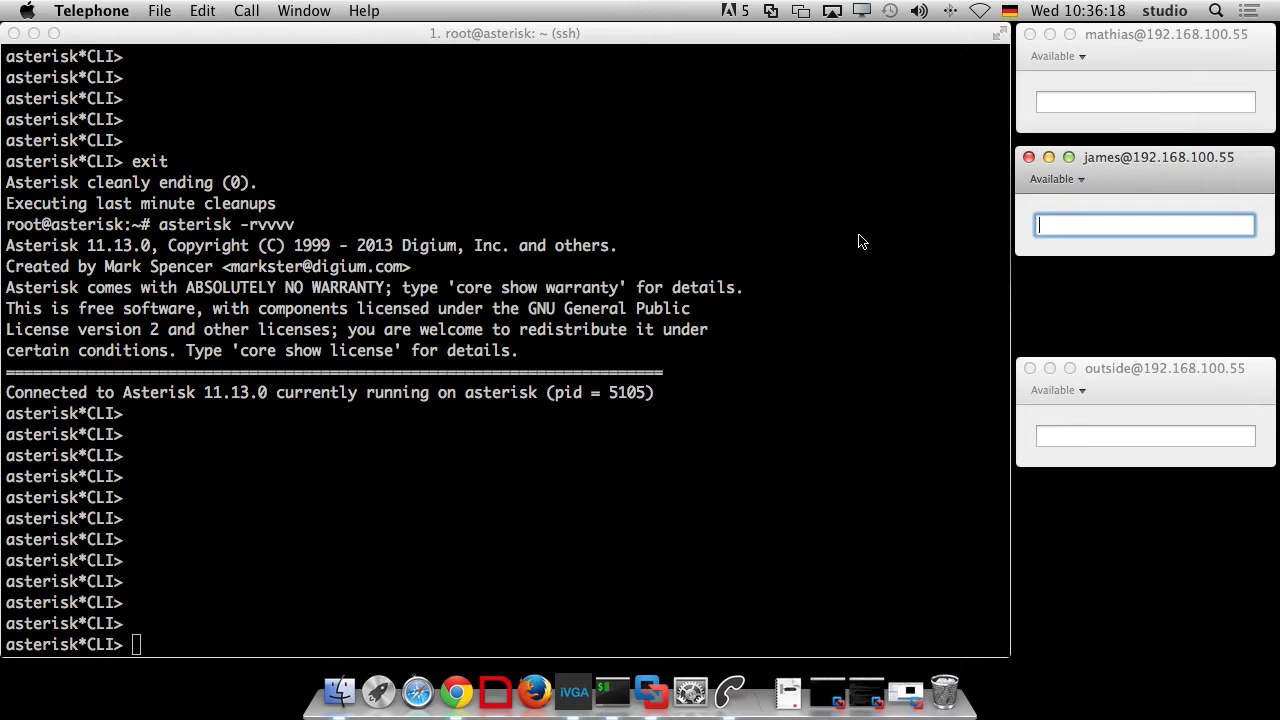 Telephone File Edit Call Window Help 5 Wed 10:36:18 studio
1. root@asterisk: ~ (ssh)
asterisk*CLI>
asterisk*CLI>
asterisk*CLI>
asterisk*CLI>
asterisk*CLI>
asterisk*CLI> exit
Asterisk cleanly ending (0).
Executing last minute cleanups
root@asterisk:~# asterisk -rvvvv
Asterisk 11.13.0, Copyright (C) 1999 - 2013 Digium, Inc. and others.
Created by Mark Spencer <markster@digium.com>
Asterisk comes with ABSOLUTELY NO WARRANTY; type 'core show warranty' for details.
This is free software, with components licensed under the GNU General Public
License version 2 and other licenses; you are welcome to redistribute it under
certain conditions. Type 'core show license' for details.
=========================================================================
Connected to Asterisk 11.13.0 currently running on asterisk (pid = 5105)
asterisk*CLI>
asterisk*CLI>
asterisk*CLI>
asterisk*CLI>
asterisk*CLI>
asterisk*CLI>
asterisk*CLI>
asterisk*CLI>
asterisk*CLI>
asterisk*CLI>
asterisk*CLI>
asterisk*CLI>
mathias@192.168.100.55
Available
james@192.168.100.55
Available
outside@192.168.100.55
Available
iVGA